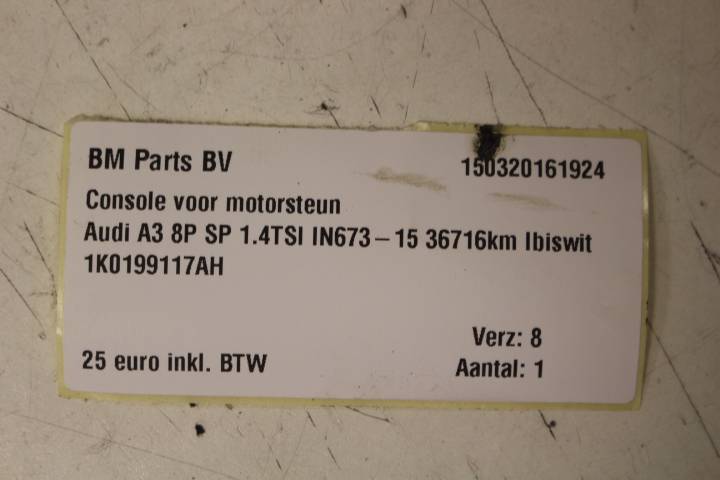 BM Parts BV 150320161924
Console voor motorsteun
Audi A3 8P SP 1.4TSI IN673-15 36716km Ibiswit
1K0199117AH
Verz: 8
25 euro inkl. BTW Aantal: 1